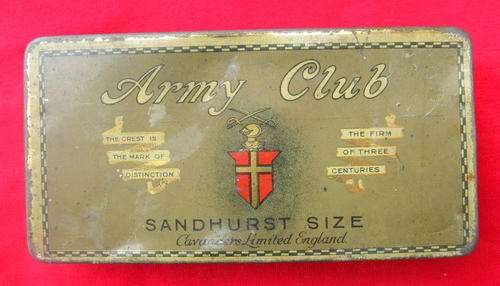 Army Club
THE CREST IS
THE MARK OF
DISTINCTION
THE FIRM
OF THREE
CENTURIES
SANDHURST SIZE
Cavanders Limited England.